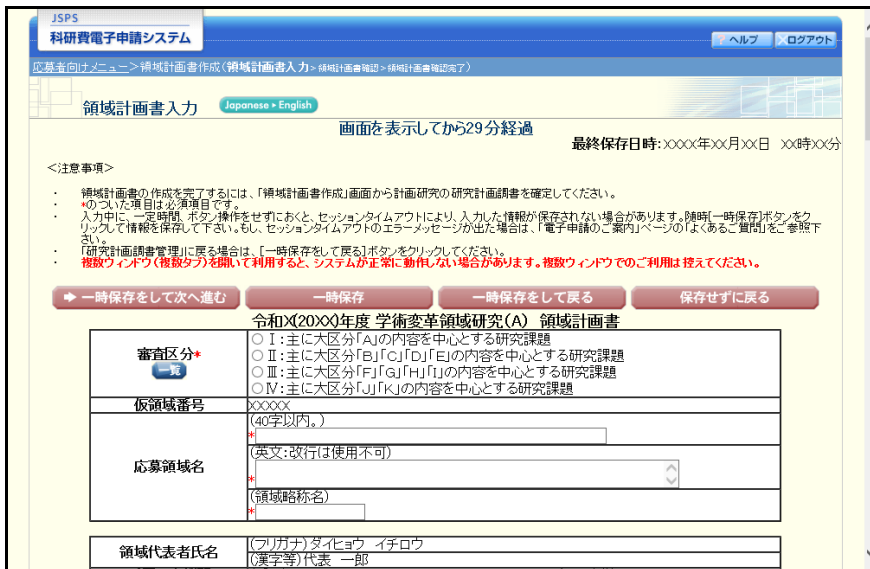 JSPS
科研費電子申請システム
? ヘルプ
ログアウト
応募者向けメニュー>領域計画書作成(領域計画書入力>領域計画書確認>領域計画書確認完了)
領域計画書入力
Japanese ▸ English
画面を表示してから29分経過
最終保存日時:XXXX年XX月XX日 XX時XX分
<注意事項>
・ 領域計画書の作成を完了するには、「領域計画書作成」画面から計画研究の研究計画調書を確定してください。
・ *のついた項目は必須項目です。
・ 入力中に、一定時間、ボタン操作をせずにおくと、セッションタイムアウトにより、入力した情報が保存されない場合があります。随時[一時保存]ボタンをク
リックして情報を保存して下さい。もし、セッションタイムアウトのエラーメッセージが出た場合は、「電子申請のご案内」ページの「よくあるご質問」をご参照下
さい。
・ 「研究計画調書管理」に戻る場合は、[一時保存をして戻る]ボタンをクリックしてください。
・ 複数ウィンドウ(複数タブ)を開いて利用すると、システムが正常に動作しない場合があります。複数ウィンドウでのご利用は控えてください。
一時保存をして次へ進む
一時保存
一時保存をして戻る
保存せずに戻る
令和X(20XX)年度 学術変革領域研究(A) 領域計画書
審査区分*
一覧
○Ⅰ:主に大区分「A」の内容を中心とする研究課題
○Ⅱ:主に大区分「B」「C」「D」「E」の内容を中心とする研究課題
○Ⅲ:主に大区分「F」「G」「H」「I」の内容を中心とする研究課題
○Ⅳ:主に大区分「J」「K」の内容を中心とする研究課題
仮領域番号
XXXXX
応募領域名
(40字以内。)
*
(英文:改行は使用不可)
*
(領域略称名)
*
領域代表者氏名
(フリガナ)ダイヒョウ イチロウ
(漢字等)代表 一郎